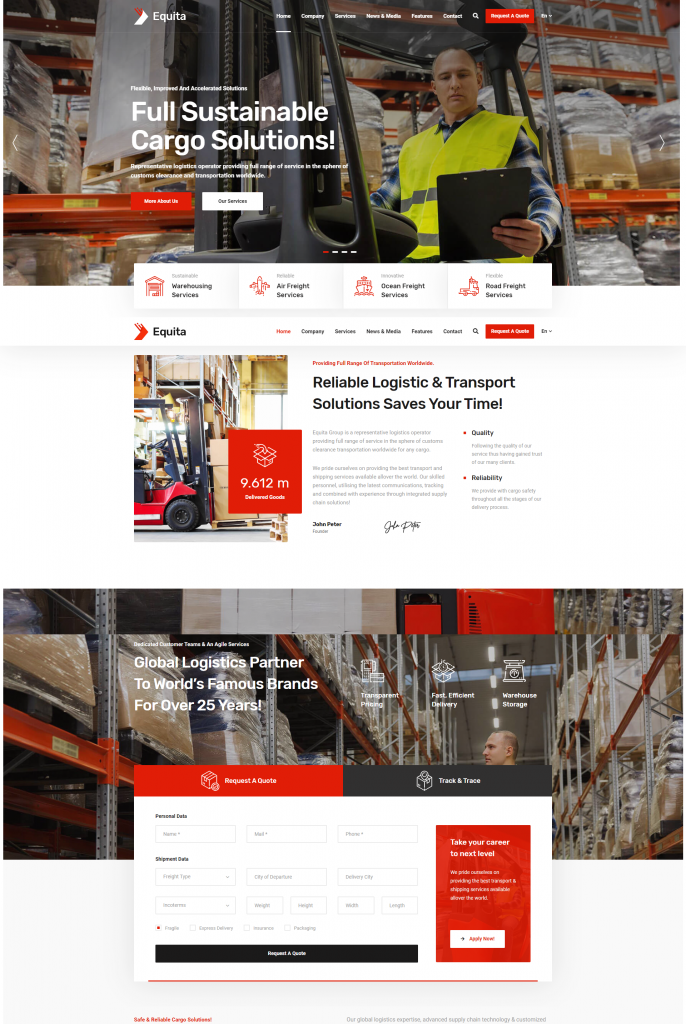 Equita
Home Company Services News & Media Features Contact Request A Quote En
Flexible, Improved And Accelerated Solutions
Full Sustainable
Cargo Solutions!
Representative logistics operator providing full range of service in the sphere of
customs clearance and transportation worldwide.
More About Us Our Services
Sustainable
Warehousing
Services
Reliable
Air Freight
Services
Innovative
Ocean Freight
Services
Flexible
Road Freight
Services
Equita
Home Company Services News & Media Features Contact Request A Quote En
Providing Full Range Of Transportation Worldwide.
Reliable Logistic & Transport
Solutions Saves Your Time!
Equita Group is a representative logistics operator
providing full range of service in the sphere of customs
clearance transportation worldwide for any cargo.
We pride ourselves on providing the best transport and
shipping services available allover the world. Our skilled
personnel, utilising the latest communications, tracking
and combined with experience through integrated supply
chain solutions!
John Peter
Founder
John Peter
Quality
Following the quality of our
service thus having gained trust
of our many clients.
Reliability
We provide with cargo safety
throughout all the stages of our
delivery process.
9.612 m
Delivered Goods
Dedicated Customer Teams & An Agile Services
Global Logistics Partner
To World's Famous Brands
For Over 25 Years!
Transparent
Pricing
Fast, Efficient
Delivery
Warehouse
Storage
Request A Quote
Track & Trace
Personal Data
Name * Mail * Phone *
Shipment Data
Freight Type City of Departure Delivery City
Incoterms Weight Height Width Length
Fragile Express Delivery Insurance Packaging
Request A Quote
Take your career
to next level
We pride ourselves on
providing the best transport &
shipping services available
allover the world.
Apply Now!
Safe & Reliable Cargo Solutions!
Our global logistics expertise, advanced supply chain technology & customized